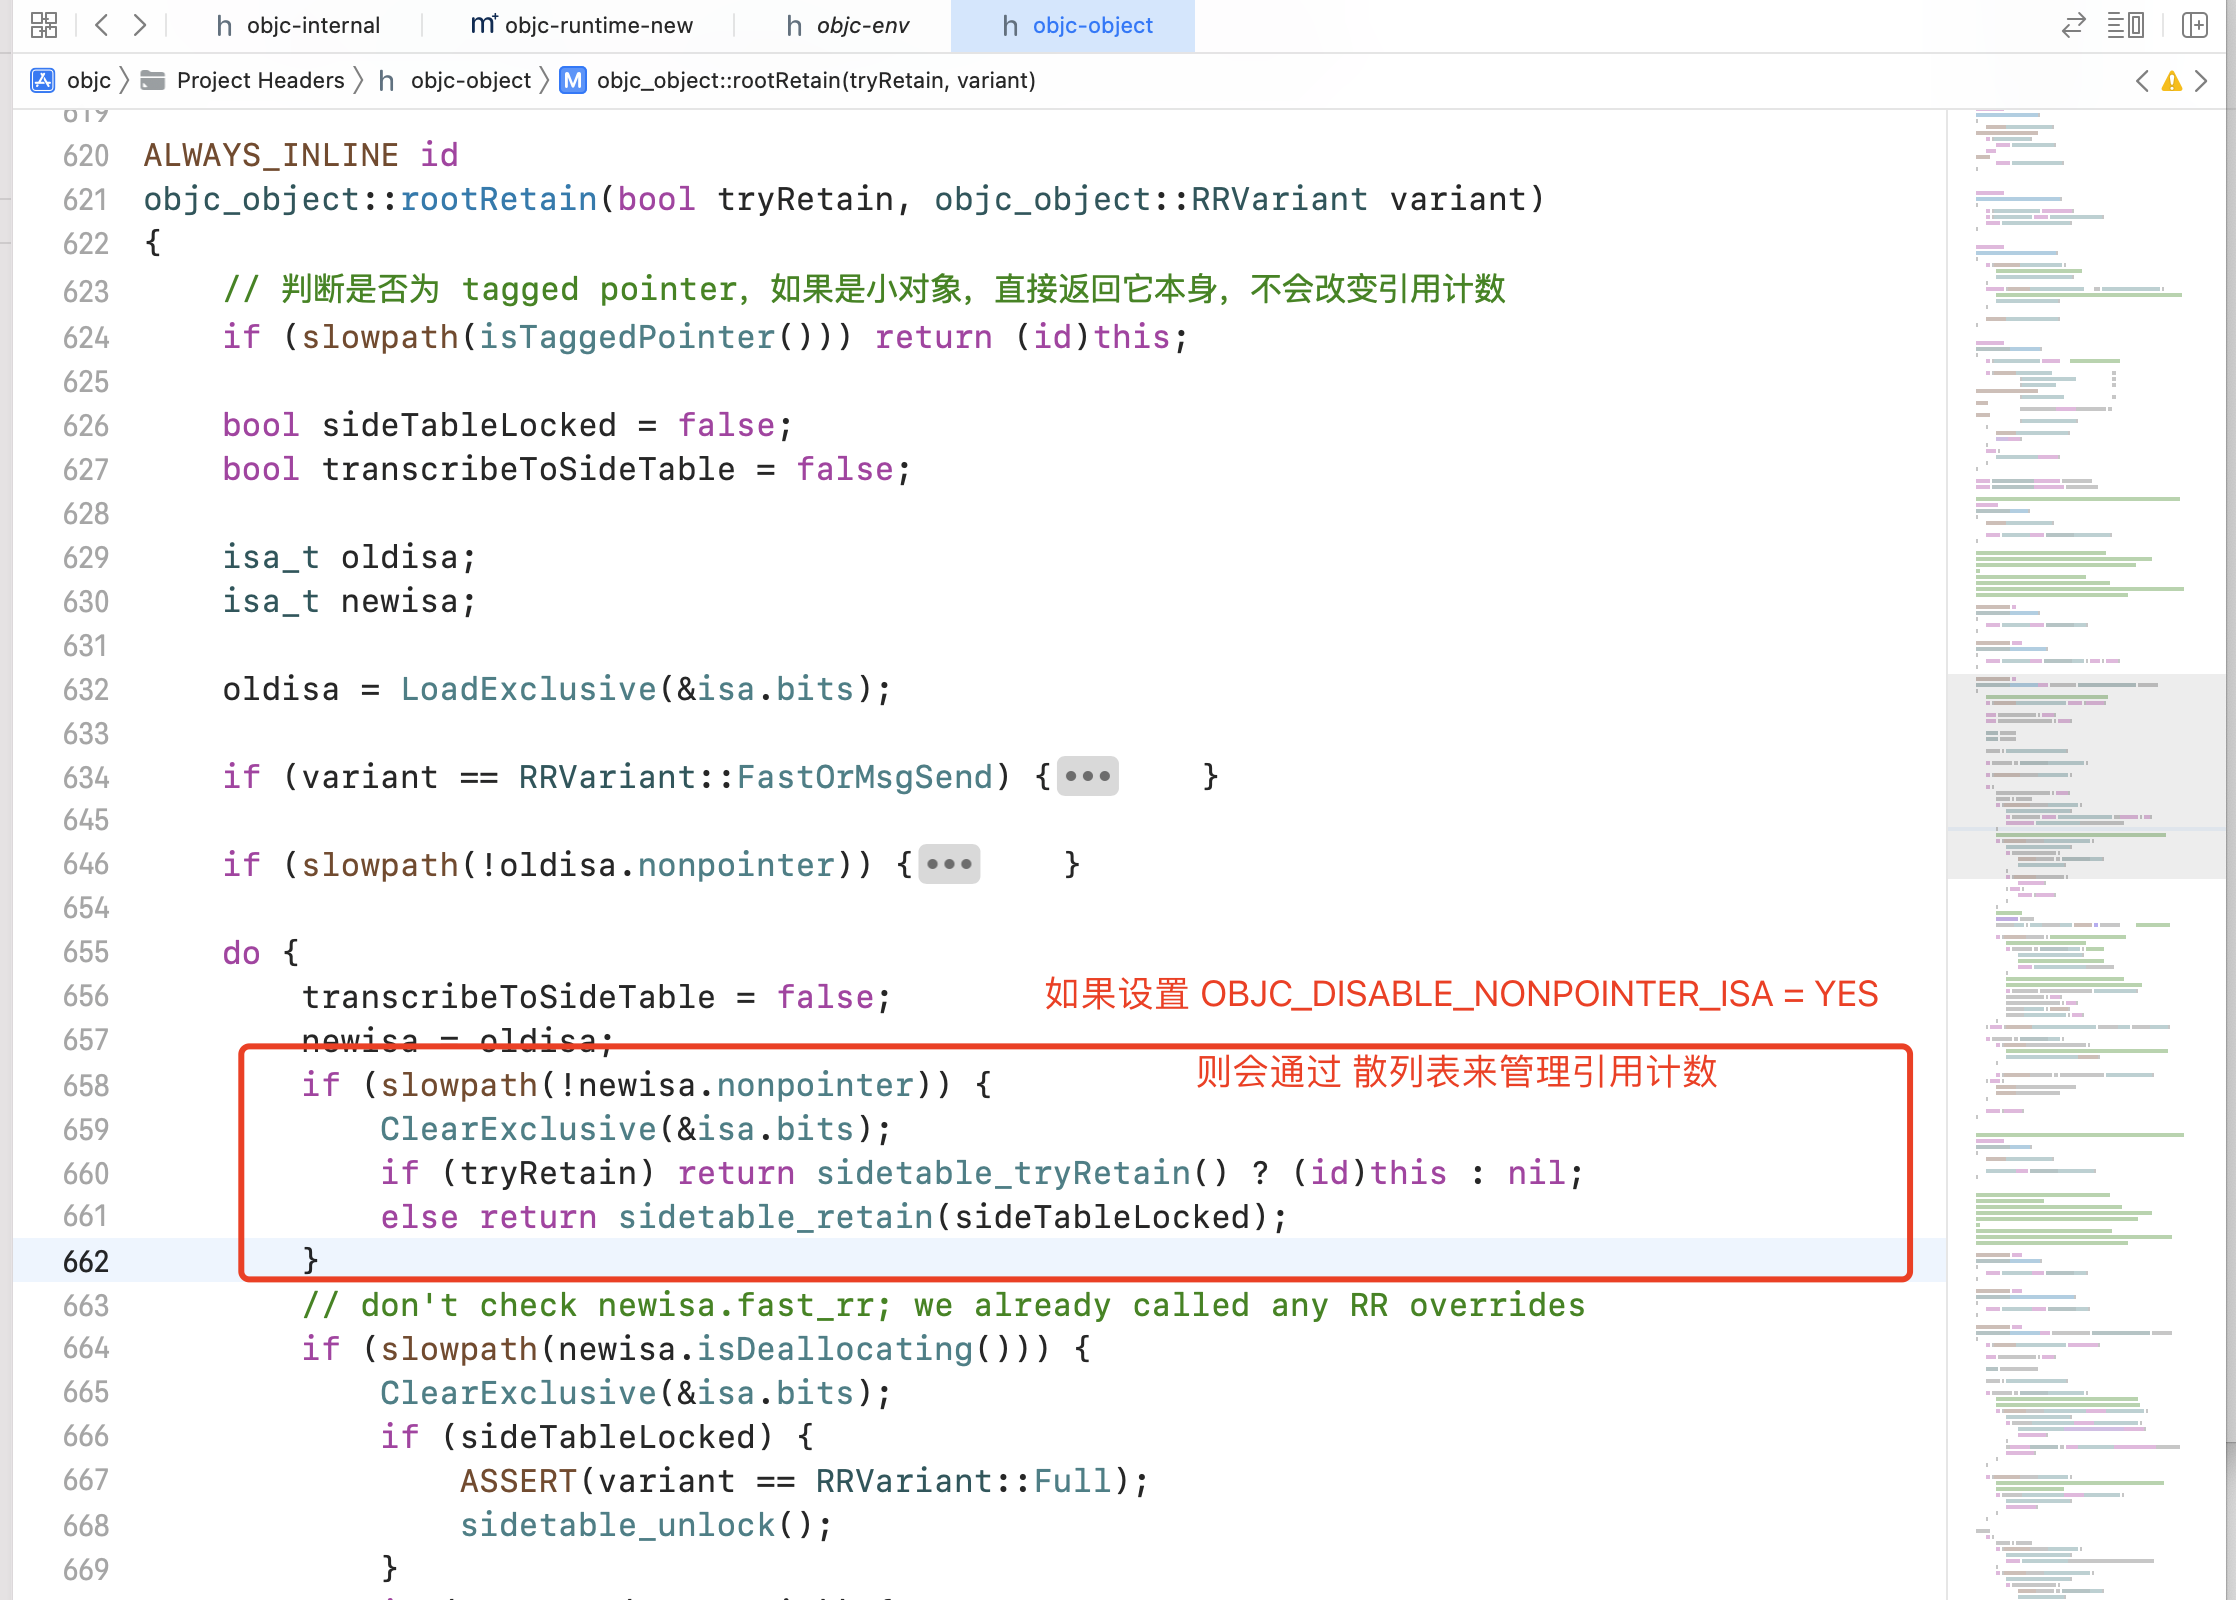 objc-internal
objc-runtime-new
objc-env
objc-object
objc
Project Headers
objc-object
objc_object::rootRetain(tryRetain, variant)
619
620 ALWAYS_INLINE id
621 objc_object::rootRetain(bool tryRetain, objc_object::RRVariant variant)
622 {
623 // 判断是否为 tagged pointer，如果是小对象，直接返回它本身，不会改变引用计数
624 if (slowpath(isTaggedPointer())) return (id)this;
625
626 bool sideTableLocked = false;
627 bool transcribeToSideTable = false;
628
629 isa_t oldisa;
630 isa_t newisa;
631
632 oldisa = LoadExclusive(&isa.bits);
633
634 if (variant == RRVariant::FastOrMsgSend) {••• }
645
646 if (slowpath(!oldisa.nonpointer)) {••• }
654
655 do {
656 transcribeToSideTable = false;
如果设置 OBJC_DISABLE_NONPOINTER_ISA = YES
657 newisa = oldisa;
则会通过 散列表来管理引用计数
658 if (slowpath(!newisa.nonpointer)) {
659 ClearExclusive(&isa.bits);
660 if (tryRetain) return sidetable_tryRetain() ? (id)this : nil;
661 else return sidetable_retain(sideTableLocked);
662 }
663 // don't check newisa.fast_rr; we already called any RR overrides
664 if (slowpath(newisa.isDeallocating())) {
665 ClearExclusive(&isa.bits);
666 if (sideTableLocked) {
667 ASSERT(variant == RRVariant::Full);
668 sidetable_unlock();
669 }